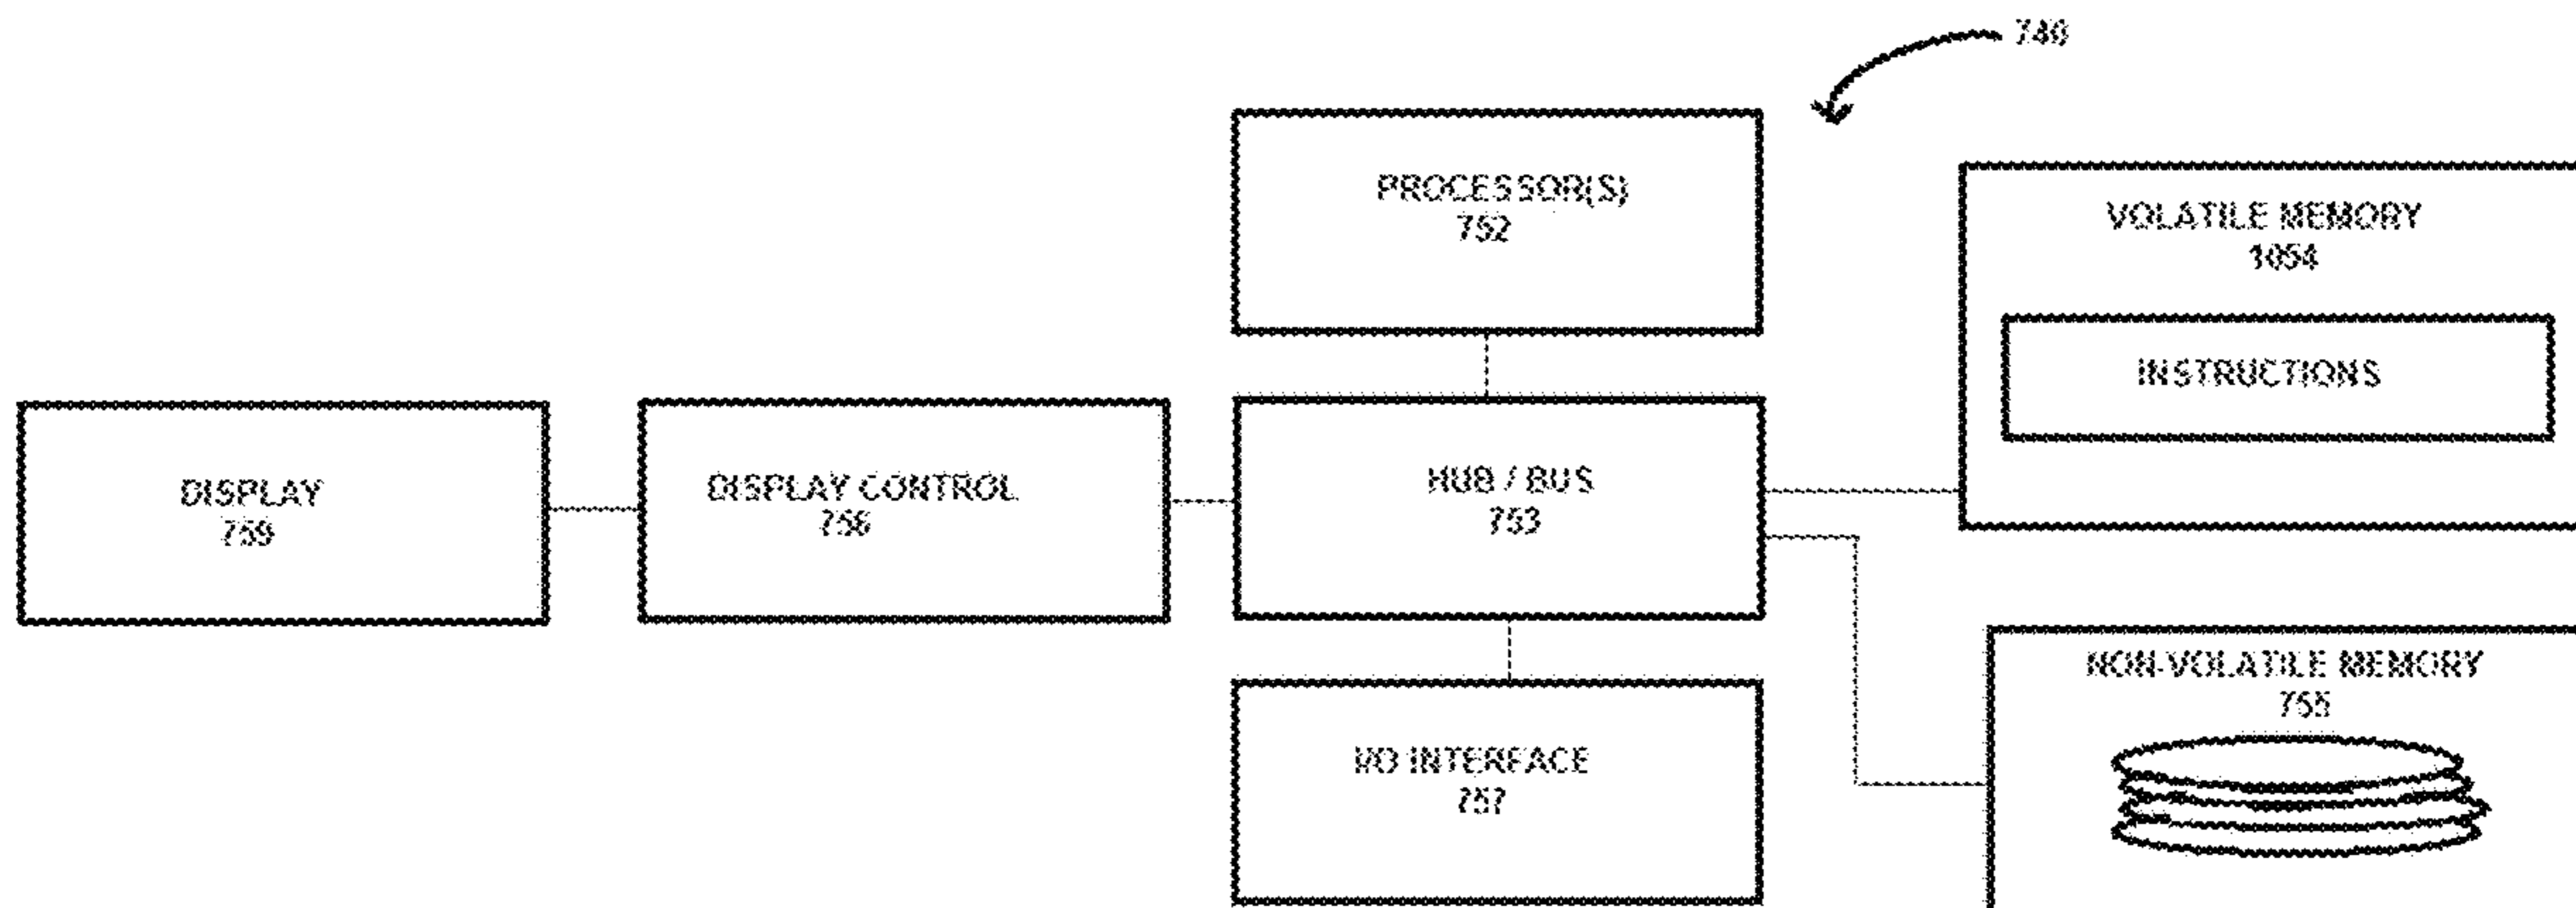 740
PROCESSOR(S)
752
VOLATILE MEMORY
1054
INSTRUCTIONS
DISPLAY
759
DISPLAY CONTROL
758
HUB / BUS
753
NON-VOLATILE MEMORY
755
I/O INTERFACE
757